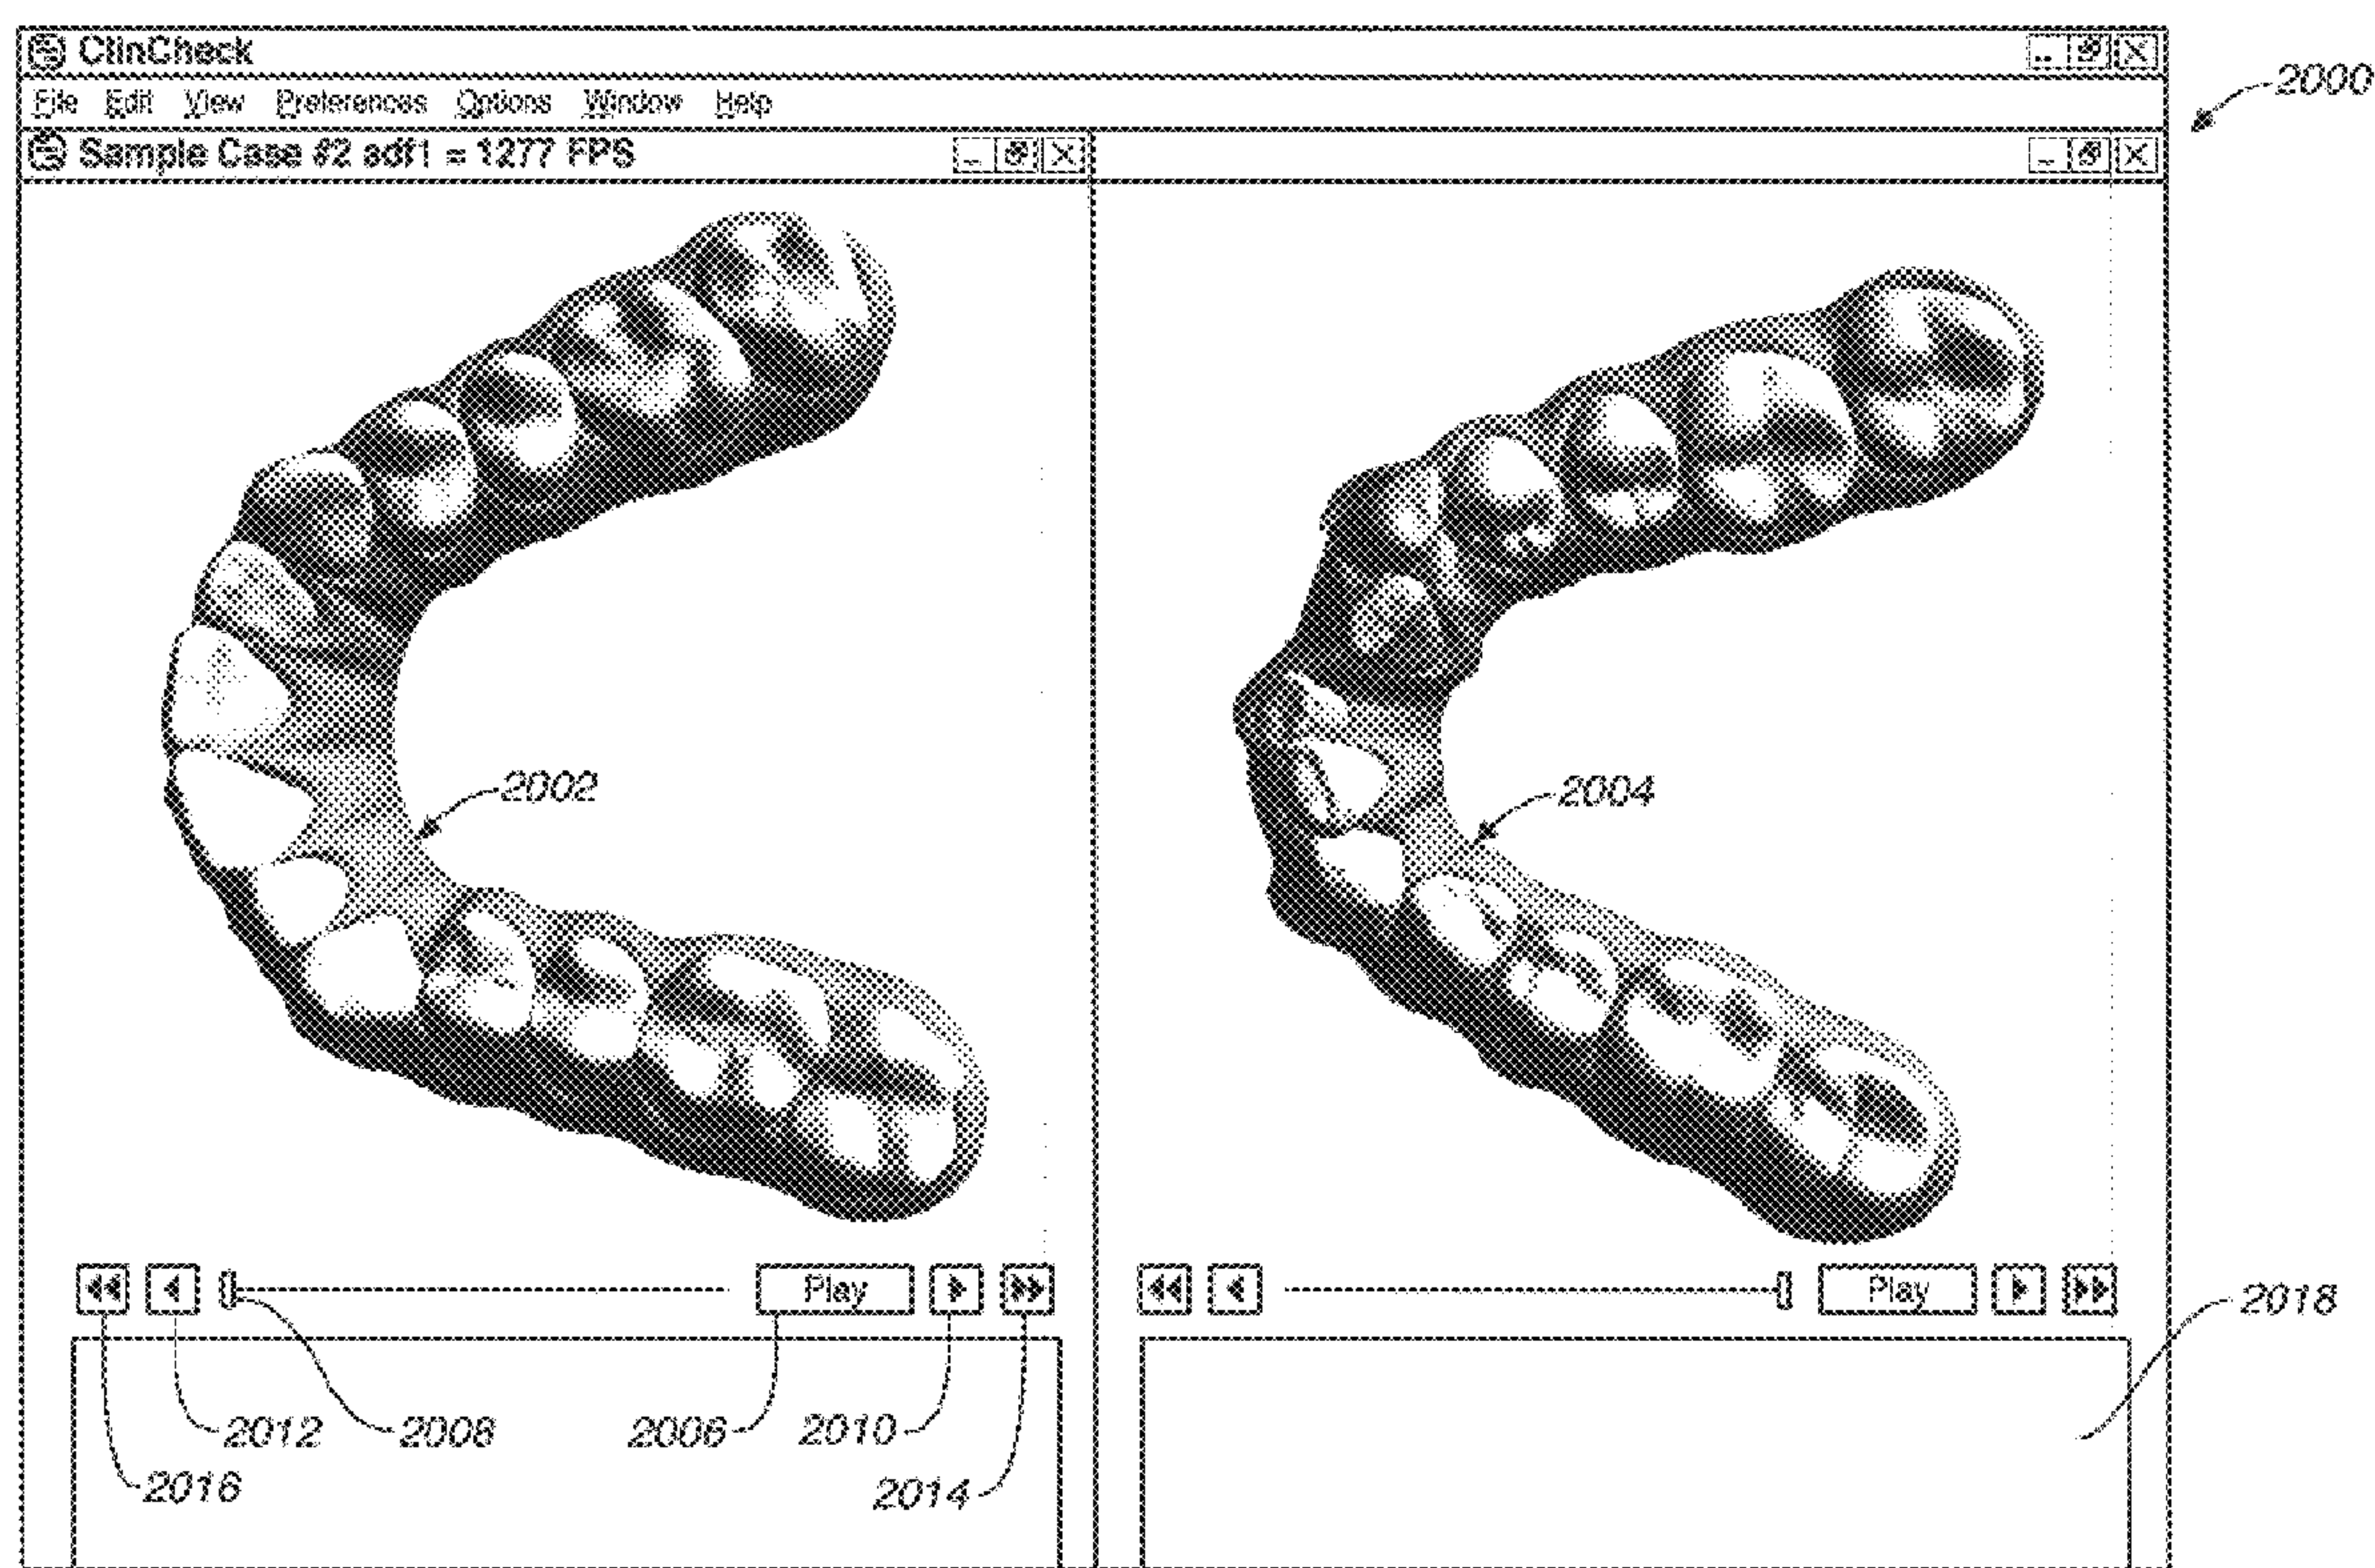 ClinCheck
2000
File Edit View Preferences Options Window Help
Sample Case #2 adf1 = 1277 FPS
2002
2004
Play
Play
2018
2012
2008
2006
2010
2016
2014